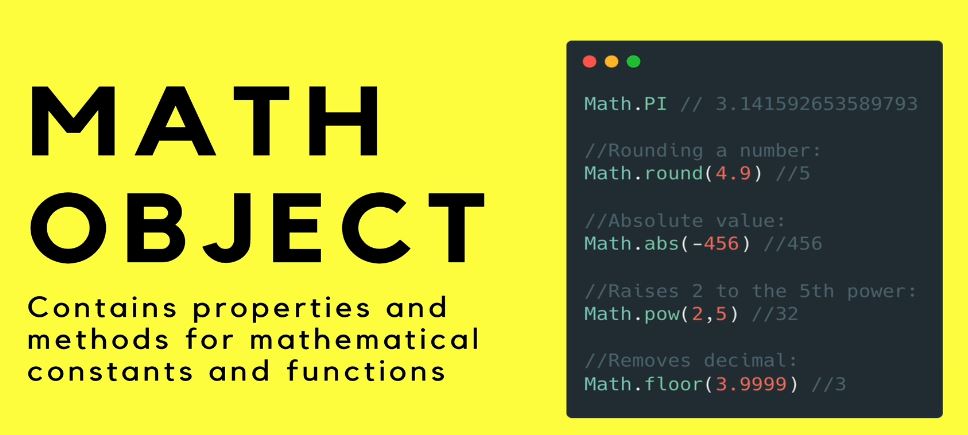 MATH
OBJECT
Contains properties and
methods for mathematical
constants and functions
Math.PI // 3.141592653589793
//Rounding a number:
Math.round(4.9) //5
//Absolute value:
Math.abs(-456) //456
//Raises 2 to the 5th power:
Math.pow(2,5) //32
//Removes decimal:
Math.floor(3.9999) //3